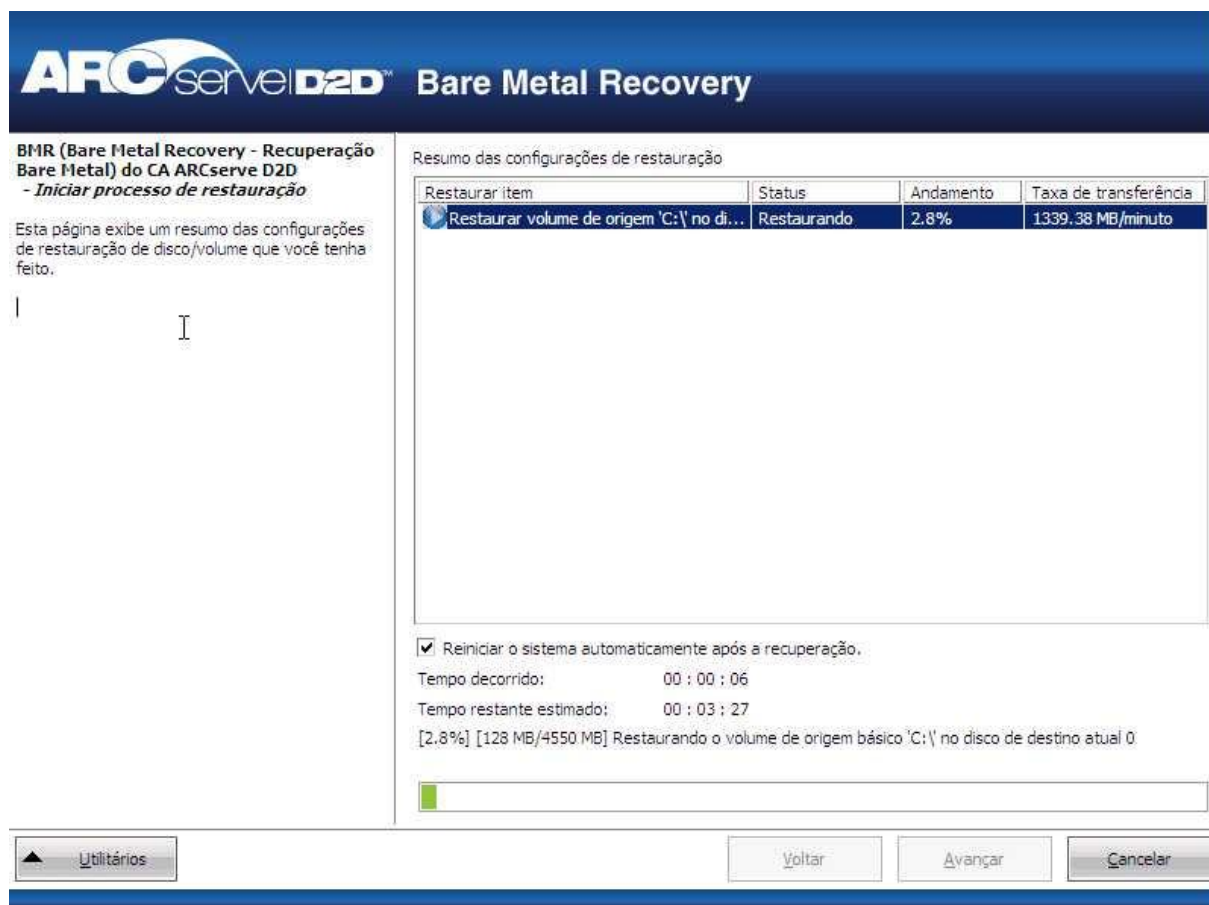 ARCserve D2D™ Bare Metal Recovery
BMR (Bare Metal Recovery - Recuperação
Bare Metal) do CA ARCserve D2D
- Iniciar processo de restauração
Esta página exibe um resumo das configurações
de restauração de disco/volume que você tenha
feito.
Resumo das configurações de restauração
Restaurar item Status Andamento Taxa de transferência
Restaurar volume de origem 'C:\' no di... Restaurando 2.8% 1339.38 MB/minuto
Reiniciar o sistema automaticamente após a recuperação.
Tempo decorrido: 00 : 00 : 06
Tempo restante estimado: 00 : 03 : 27
[2.8%] [128 MB/4550 MB] Restaurando o volume de origem básico 'C:\' no disco de destino atual 0
Utilitários Voltar Avançar Cancelar